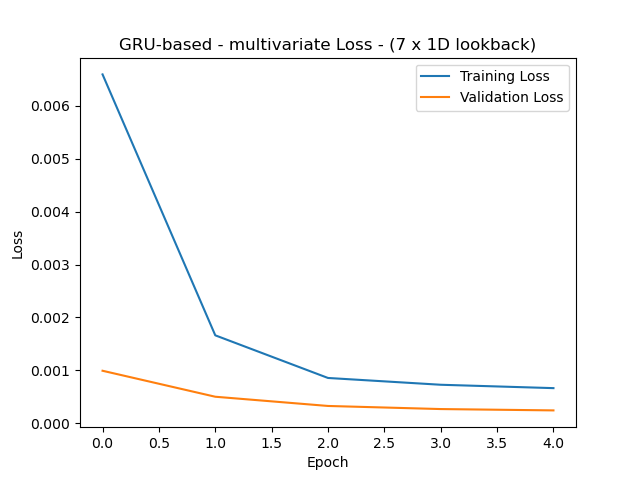 GRU-based - multivariate Loss - (7 x 1D lookback)
Training Loss
Validation Loss
0.006
0.005
0.004
0.003
0.002
0.001
0.000
Loss
0.0 0.5 1.0 1.5 2.0 2.5 3.0 3.5 4.0
Epoch